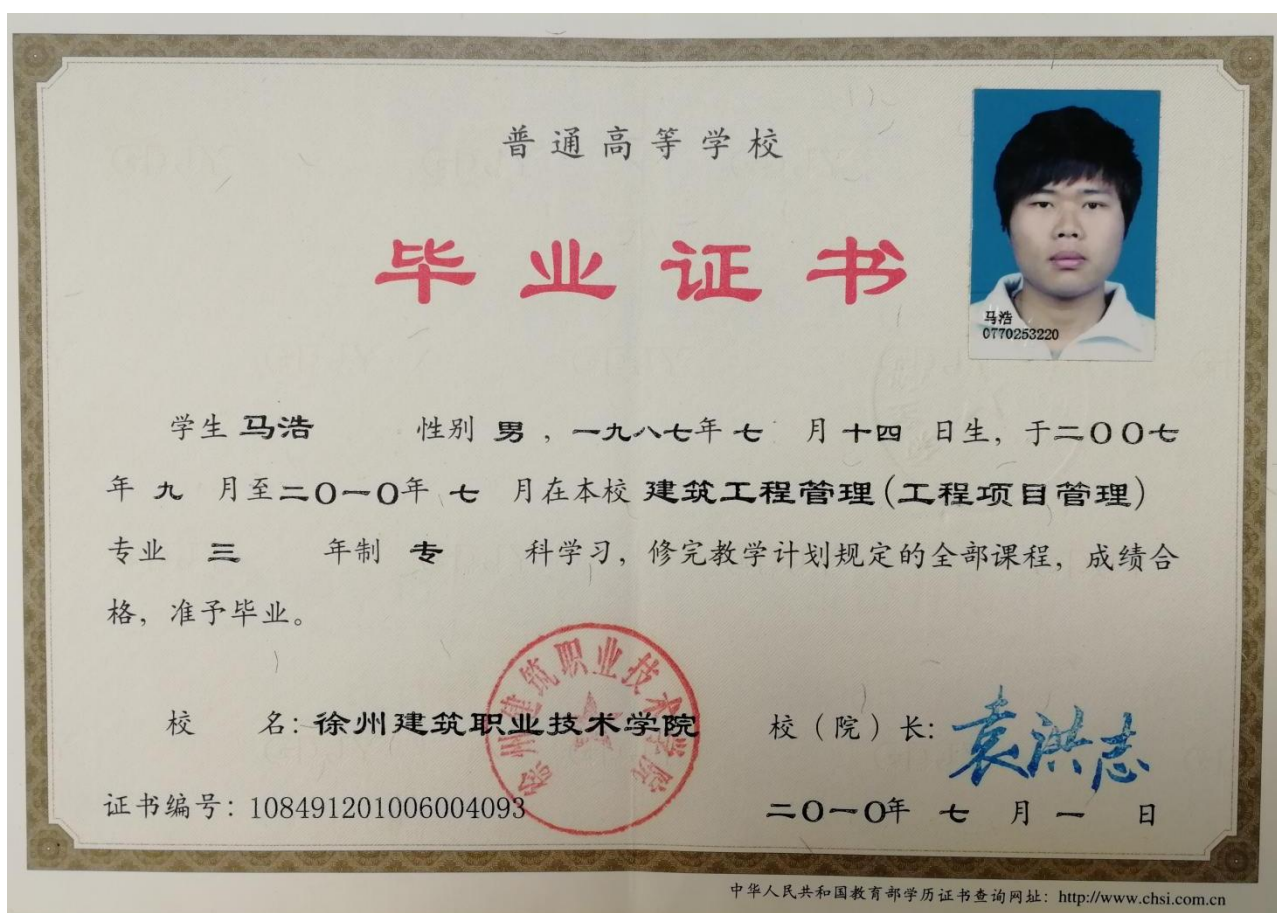 普通高等学校
毕业证书
马浩
0770253220
学生 马浩 性别 男，一九八七年 七 月 十四 日生，于二〇〇七
年 九 月至二〇一〇年 七 月在本校 建筑工程管理(工程项目管理)
专业 三 年制 专 科学习，修完教学计划规定的全部课程，成绩合
格，准予毕业。
徐州建筑职业技术学院
校 名：徐州建筑职业技术学院 校（院）长：袁洪志
证书编号：108491201006004093 二〇一〇年 七 月 一 日
中华人民共和国教育部学历证书查询网址：http://www.chsi.com.cn